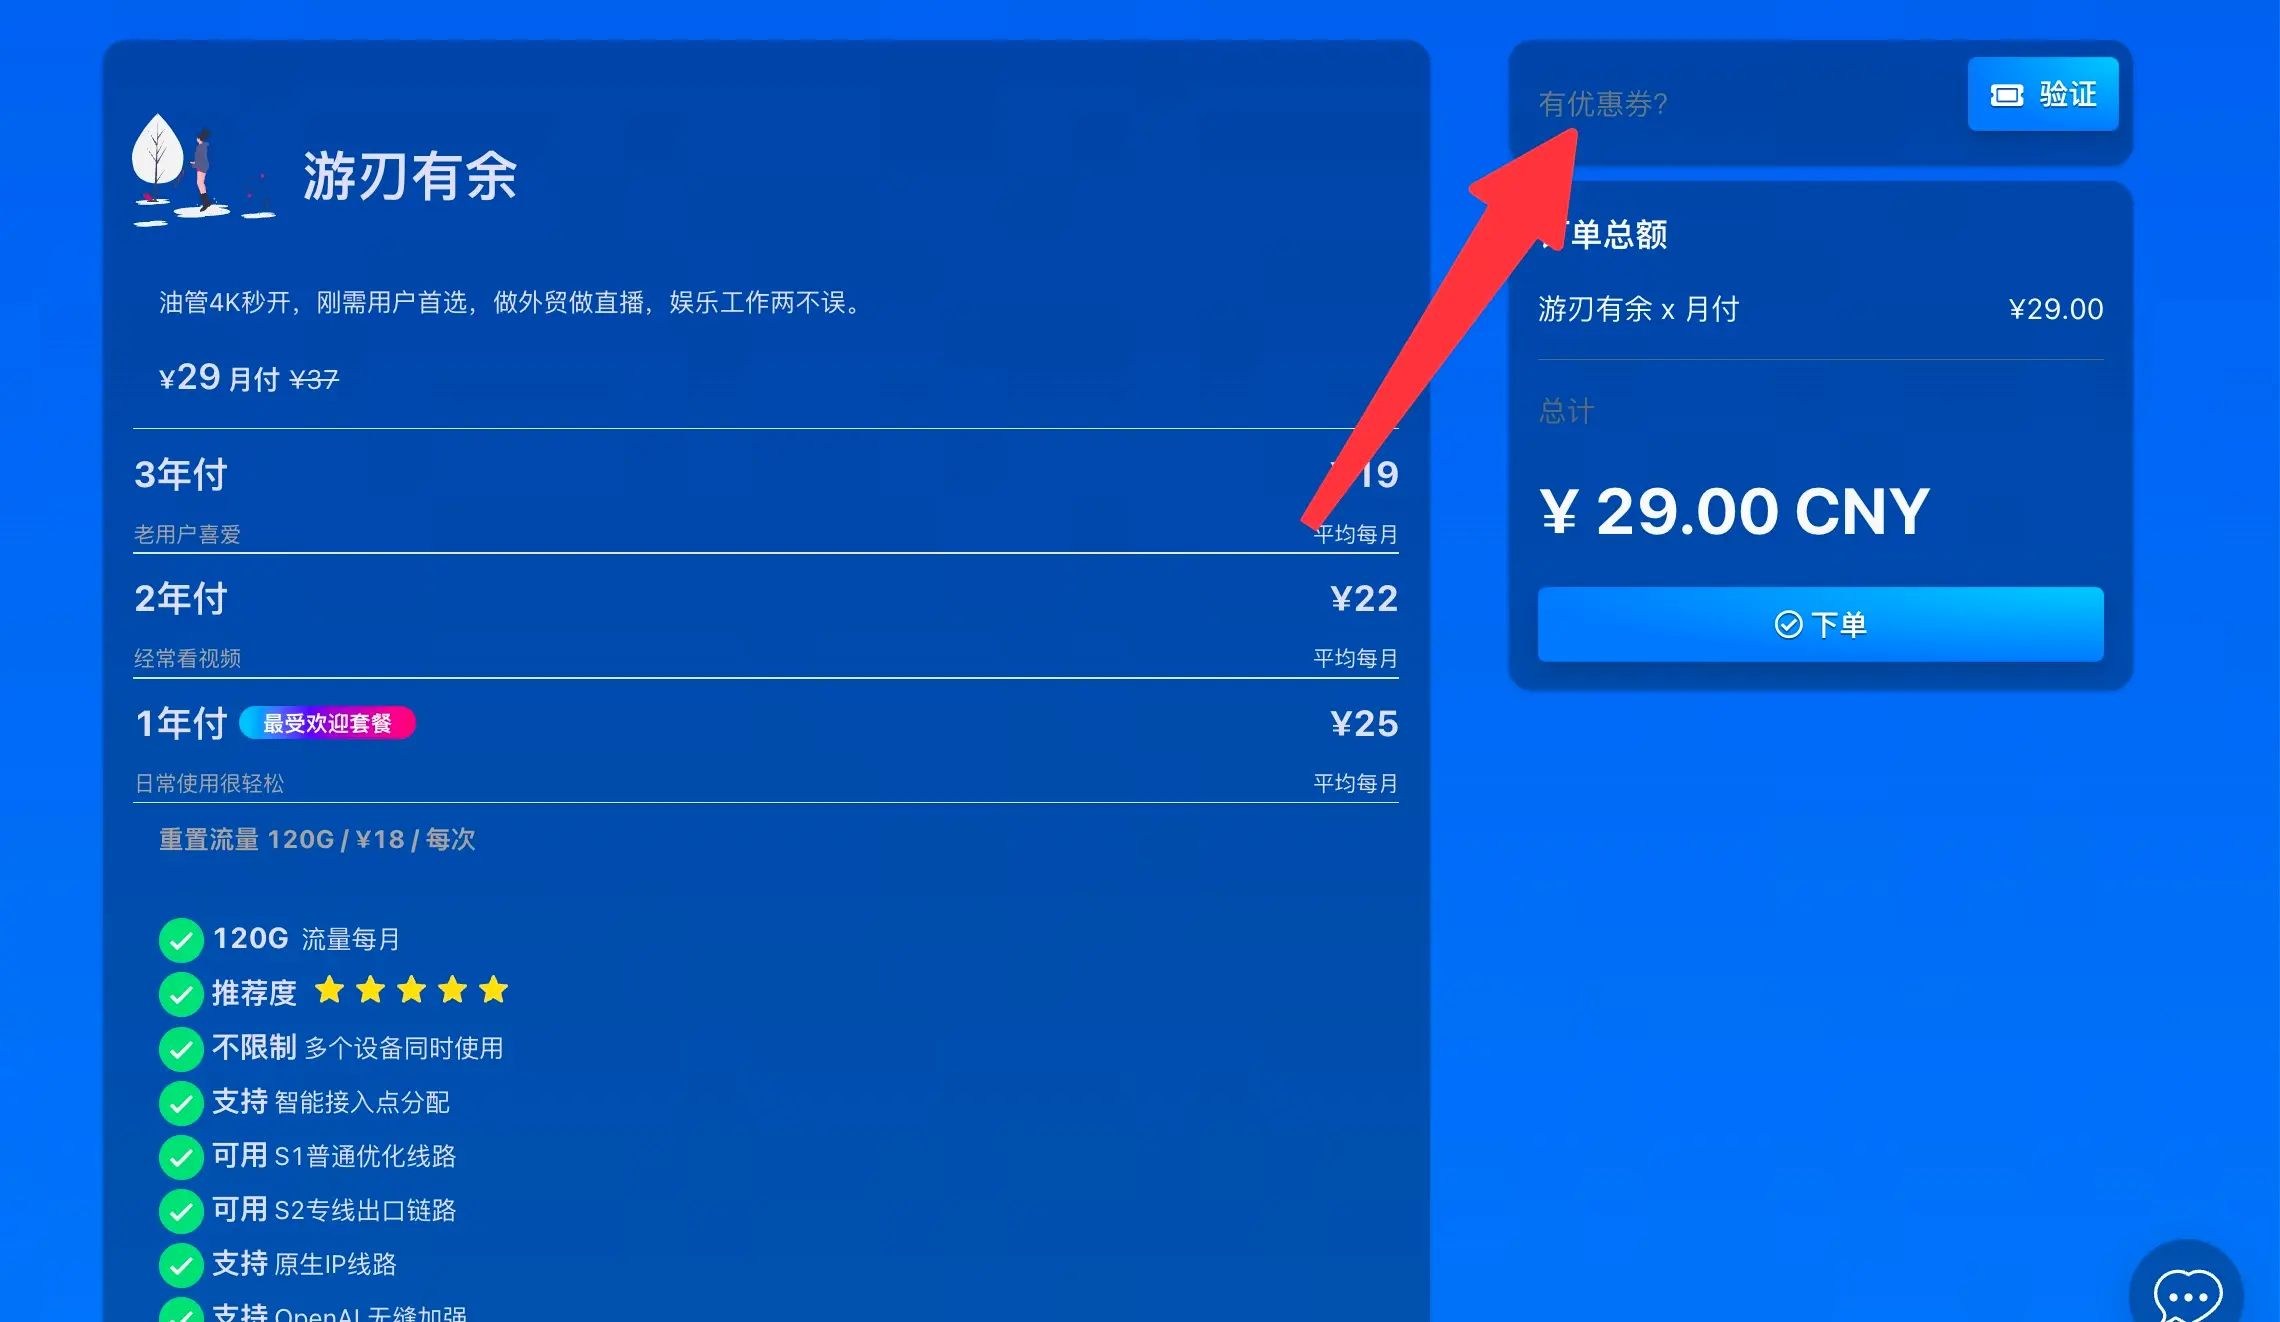 游刃有余
油管4K秒开，刚需用户首选，做外贸做直播，娱乐工作两不误。
¥29 月付 ¥37
3年付
19
老用户喜爱
平均每月
2年付
¥22
经常看视频
平均每月
1年付 最受欢迎套餐
¥25
日常使用很轻松
平均每月
重置流量 120G / ¥18 / 每次
120G 流量每月
推荐度
不限制 多个设备同时使用
支持 智能接入点分配
可用 S1普通优化线路
可用 S2专线出口链路
支持 原生IP线路
支持 OpenAI 无缝加强
有优惠券?
验证
单总额
游刃有余 x 月付
¥29.00
总计
¥ 29.00 CNY
下单